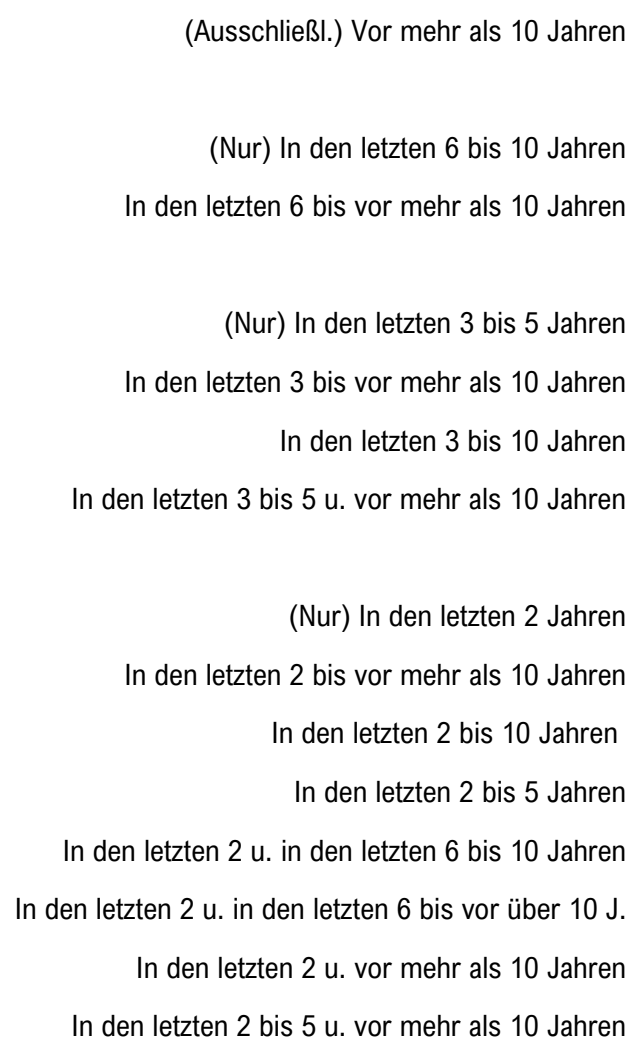 (Ausschließl.) Vor mehr als 10 Jahren
(Nur) In den letzten 6 bis 10 Jahren
In den letzten 6 bis vor mehr als 10 Jahren
(Nur) In den letzten 3 bis 5 Jahren
In den letzten 3 bis vor mehr als 10 Jahren
In den letzten 3 bis 10 Jahren
In den letzten 3 bis 5 u. vor mehr als 10 Jahren
(Nur) In den letzten 2 Jahren
In den letzten 2 bis vor mehr als 10 Jahren
In den letzten 2 bis 10 Jahren
In den letzten 2 bis 5 Jahren
In den letzten 2 u. in den letzten 6 bis 10 Jahren
In den letzten 2 u. in den letzten 6 bis vor über 10 J.
In den letzten 2 u. vor mehr als 10 Jahren
In den letzten 2 bis 5 u. vor mehr als 10 Jahren